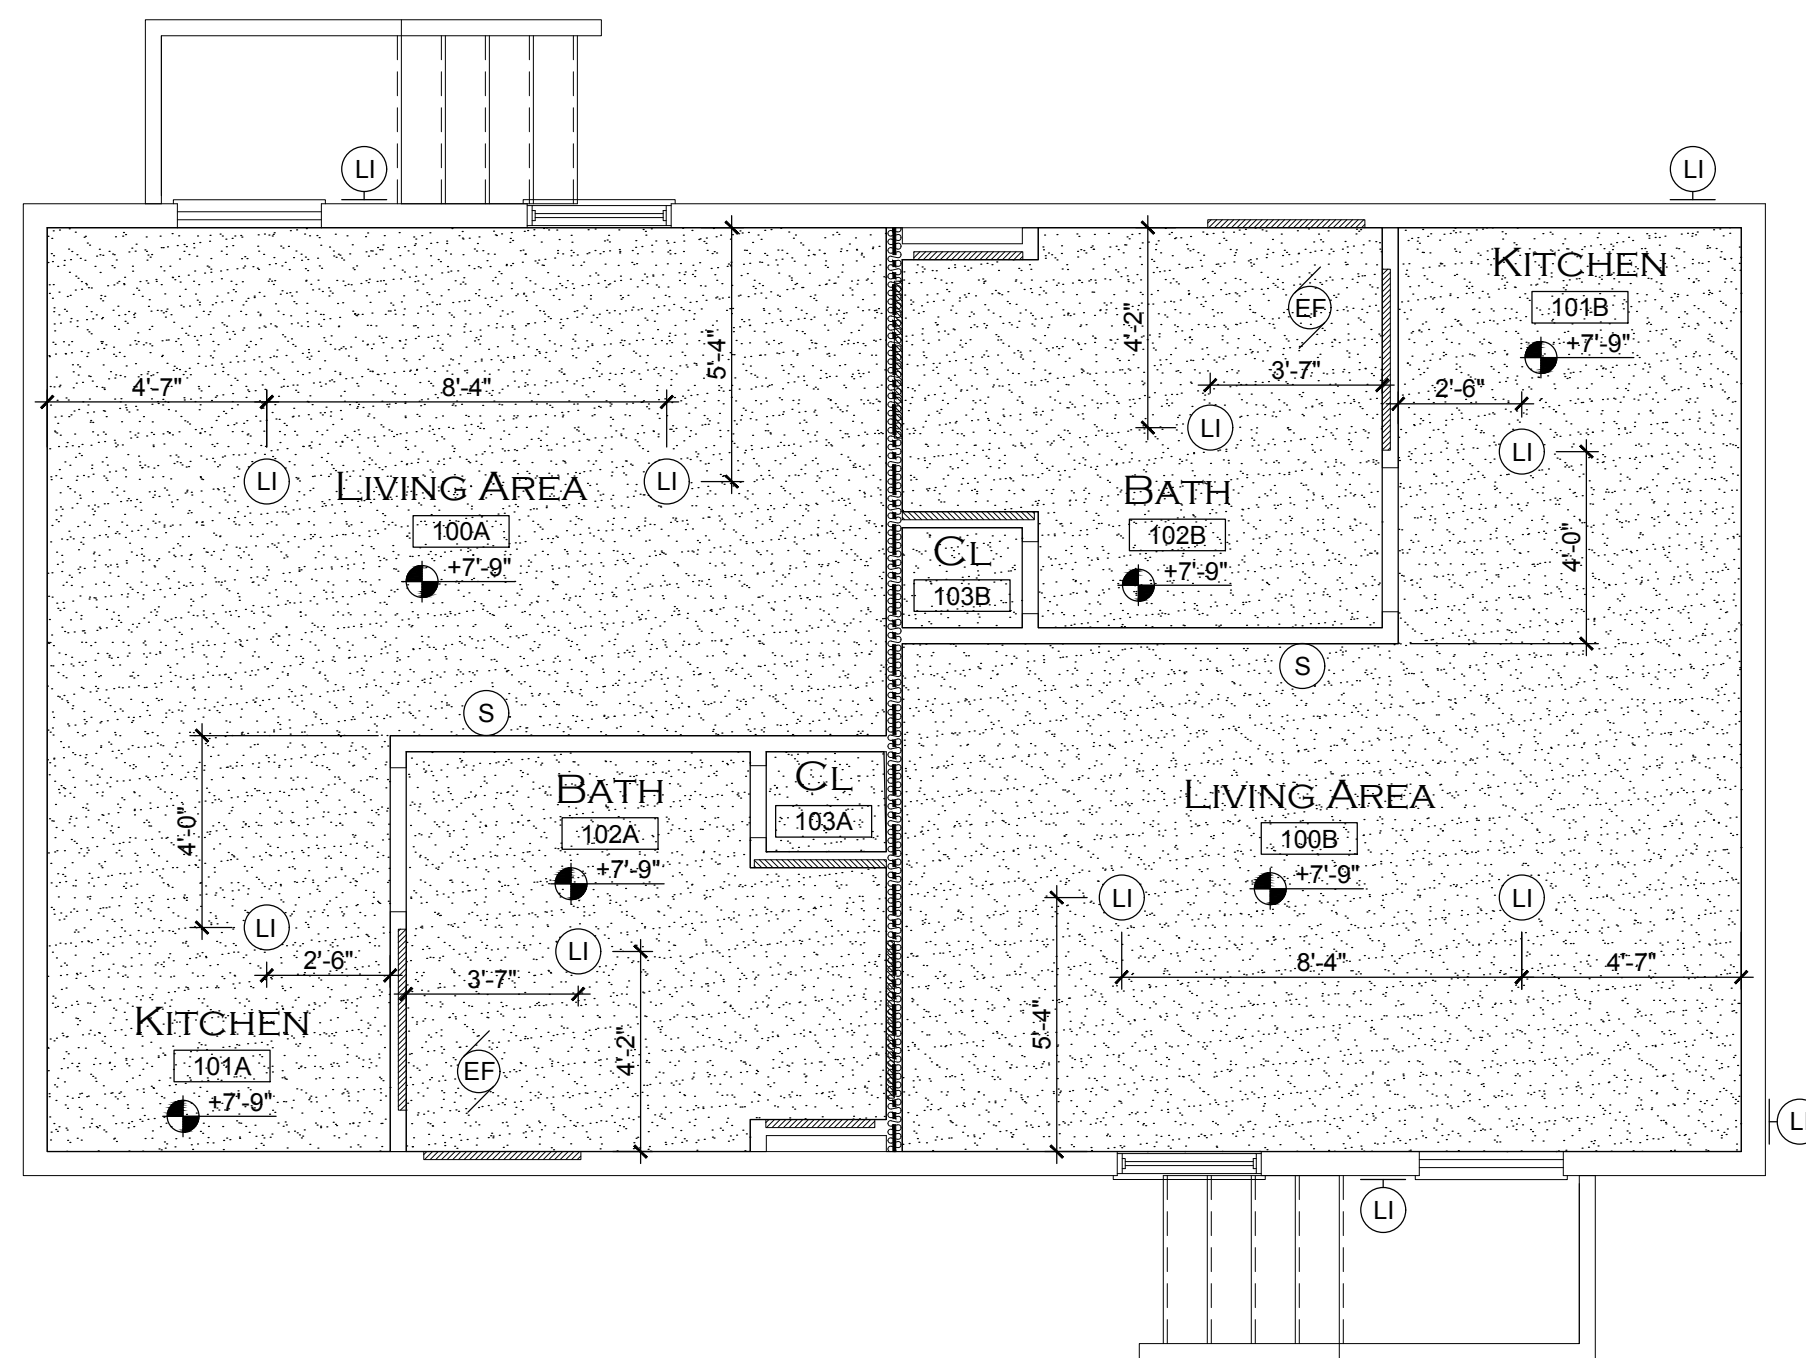 LI
LI
KITCHEN
101B
+7'-9"
EF
4'-2"
5'-4"
4'-7"
8'-4"
3'-7"
2'-6"
LI
LI
LI
LI
LIVING AREA
100A
+7'-9"
BATH
102B
+7'-9"
4'-0"
CL
103B
S
S
BATH
102A
+7'-9"
CL
103A
LIVING AREA
100B
+7'-9"
4'-0"
LI
LI
LI
LI
2'-6"
3'-7"
8'-4"
4'-7"
KITCHEN
101A
+7'-9"
EF
4'-2"
5'-4"
LI